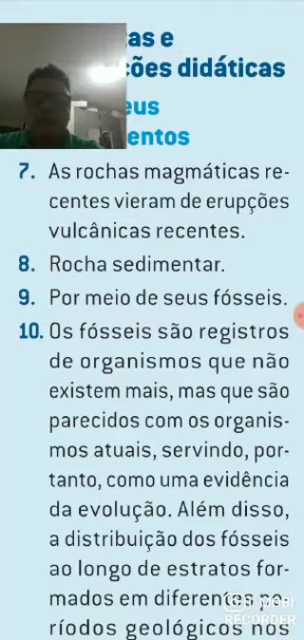 as e
ções didáticas
eus
entos
7. As rochas magmáticas re-
centes vieram de erupções
vulcânicas recentes.
8. Rocha sedimentar.
9. Por meio de seus fósseis.
10. Os fósseis são registros
de organismos que não
existem mais, mas que são
parecidos com os organis-
mos atuais, servindo, por-
tanto, como uma evidência
da evolução. Além disso,
a distribuição dos fósseis
ao longo de estratos for-
mados em diferentes pe-
ríodos geológicos nos
RECORDER